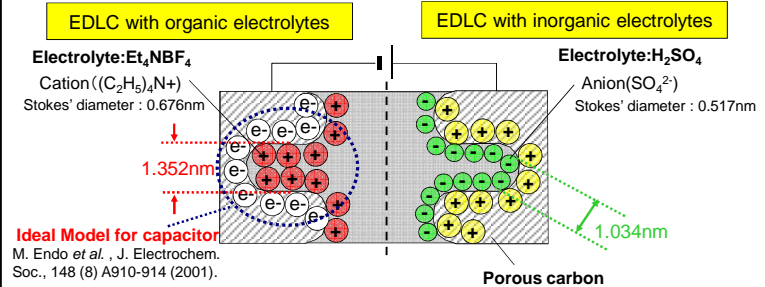 EDLC with organic electrolytes
EDLC with inorganic electrolytes
Electrolyte:Et₄NBF₄
Cation((C₂H₅)₄N+)
Stokes' diameter : 0.676nm
Electrolyte:H₂SO₄
Anion(SO₄²⁻)
Stokes' diameter : 0.517nm
e- e- e- e- e- e- e- e- e- e- e-
+ + + + + + + + + + + +
- - - - - - - - - - - - - - - -
+ + + + + + + + + + + + + +
1.352nm
1.034nm
Ideal Model for capacitor
M. Endo et al. , J. Electrochem.
Soc., 148 (8) A910-914 (2001).
Porous carbon